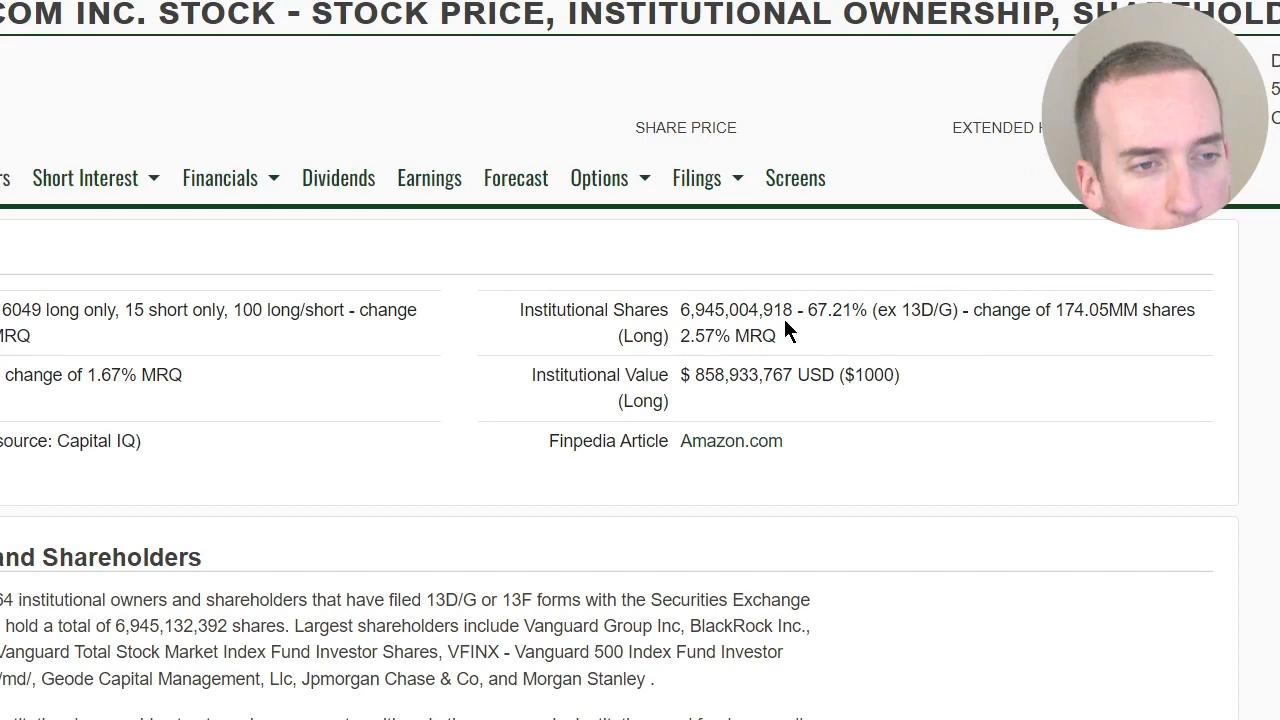 COM INC. STOCK - STOCK PRICE, INSTITUTIONAL OWNERSHIP,
SHARE PRICE
EXTENDED
Short Interest
Financials
Dividends
Earnings
Forecast
Options
Filings
Screens
6049 long only, 15 short only, 100 long/short - change
MRQ
change of 1.67% MRQ
source: Capital IQ)
Institutional Shares 6,945,004,918 - 67.21% (ex 13D/G) - change of 174.05MM shares
(Long) 2.57% MRQ
Institutional Value $ 858,933,767 USD ($1000)
(Long)
Finpedia Article Amazon.com
and Shareholders
64 institutional owners and shareholders that have filed 13D/G or 13F forms with the Securities Exchange
hold a total of 6,945,132,392 shares. Largest shareholders include Vanguard Group Inc, BlackRock Inc.,
Vanguard Total Stock Market Index Fund Investor Shares, VFINX - Vanguard 500 Index Fund Investor
/md/, Geode Capital Management, Llc, Jpmorgan Chase & Co, and Morgan Stanley .